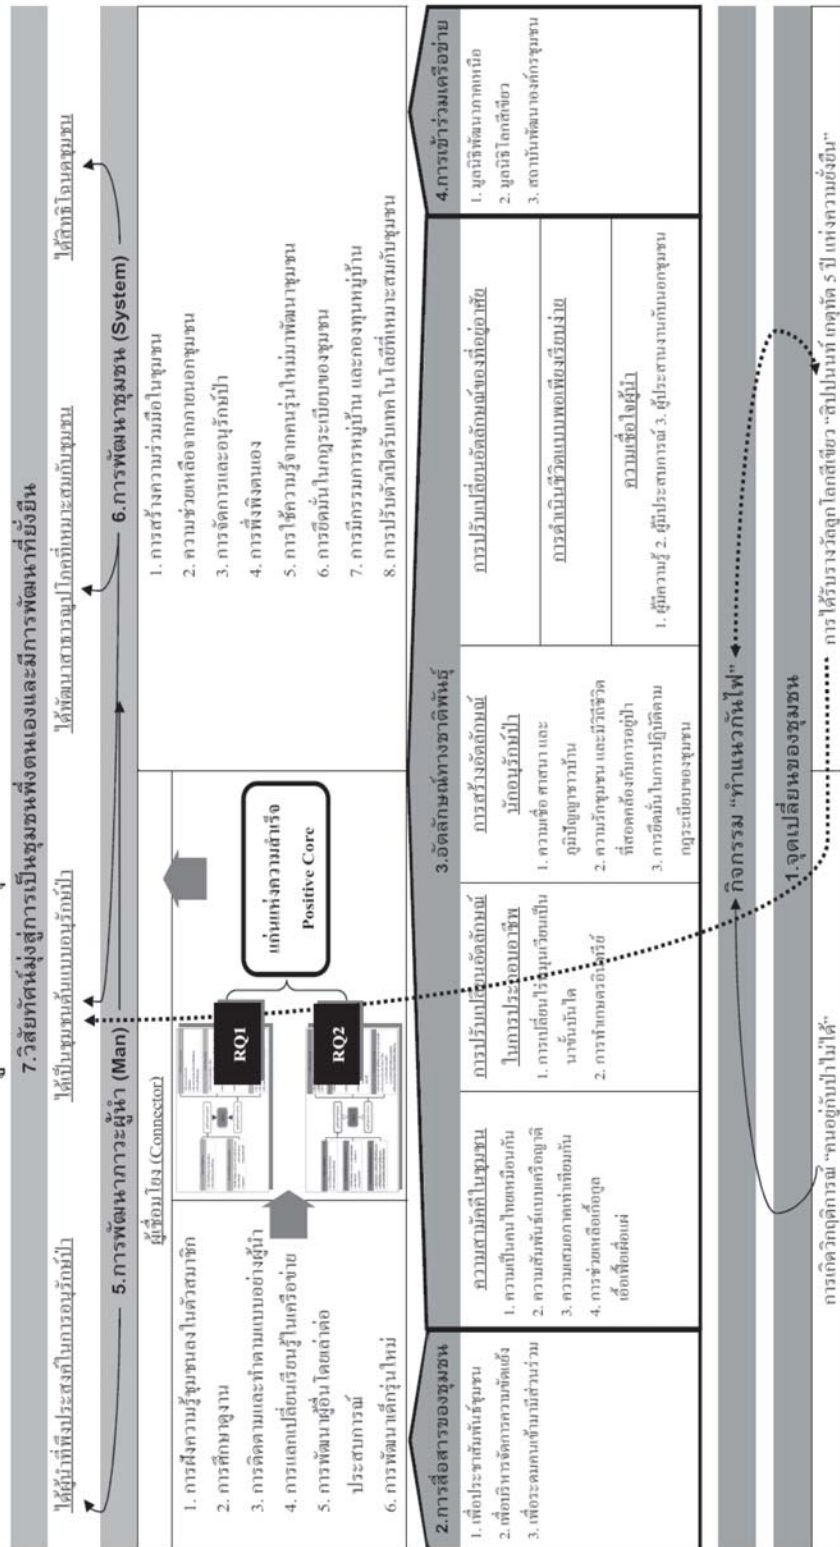 7.วิสัยทัศน์มุ่งสู่การเป็นชุมชนพึ่งตนเองและมีการพัฒนาที่ยั่งยืน
ได้ผู้นำที่พึงประสงค์ในการอนุรักษ์ป่า
ได้เป็นชุมชนต้นแบบอนุรักษ์ป่า
ได้พัฒนาสาธารณูปโภคที่เหมาะสมกับชุมชน
ได้สิทธิโฉนดชุมชน
5.การพัฒนาภาวะผู้นำ (Man)
6.การพัฒนาชุมชน (System)
ผู้เชื่อมโยง (Connector)
1. การฝังความรู้ชุมชนลงในตัวสมาชิก
2. การศึกษาดูงาน
3. การติดตามและทำตามแบบอย่างผู้นำ
4. การแลกเปลี่ยนเรียนรู้ในเครือข่าย
5. การพัฒนาผู้อื่นโดยเล่าต่อ
ประสบการณ์
6. การพัฒนาเด็กรุ่นใหม่
RQ1
RQ2
แก่นแห่งความสำเร็จ
Positive Core
1. การสร้างความร่วมมือในชุมชน
2. ความช่วยเหลือจากภายนอกชุมชน
3. การจัดการและอนุรักษ์ป่า
4. การพึ่งพิงตนเอง
5. การใช้ความรู้จากคนรุ่นใหม่มาพัฒนาชุมชน
6. การยึดมั่นในกฎระเบียบของชุมชน
7. การมีกรรมการหมู่บ้าน และกองทุนหมู่บ้าน
8. การปรับตัวเปิดรับเทคโนโลยีที่เหมาะสมกับชุมชน
2.การสื่อสารของชุมชน
1. เพื่อประชาสัมพันธ์ชุมชน
2. เพื่อบริหารจัดการความขัดแย้ง
3. เพื่อระดมคนเข้ามามีส่วนร่วม
3.อัตลักษณ์ทางชาติพันธุ์
ความสามัคคีในชุมชน
1. ความเป็นคนไทยเหมือนกัน
2. ความสัมพันธ์แบบเครือญาติ
3. ความเสมอภาคเท่าเทียมกัน
4. การช่วยเหลือเกื้อกูล
เอื้อเฟื้อเผื่อแผ่
การปรับเปลี่ยนอัตลักษณ์
ในการประกอบอาชีพ
1. การเปลี่ยนไร่หมุนเวียนเป็น
นาขั้นบันได
2. การทำเกษตรอินทรีย์
การสร้างอัตลักษณ์
นักอนุรักษ์ป่า
1. ความเชื่อ ศาสนา และ
ภูมิปัญญาชาวบ้าน
2. ความรักชุมชน และมีวิถีชีวิต
ที่สอดคล้องกับการอยู่ป่า
3. การยึดมั่นในการปฏิบัติตาม
กฎระเบียบของชุมชน
การปรับเปลี่ยนอัตลักษณ์ของที่อยู่อาศัย
การดำเนินชีวิตแบบพอเพียงเรียบง่าย
ความเชื่อใจผู้นำ
1. ผู้มีความรู้ 2. ผู้มีประสบการณ์ 3. ผู้ประสานงานกับนอกชุมชน
4.การเข้าร่วมเครือข่าย
1. มูลนิธิพัฒนาภาคเหนือ
2. มูลนิธิโลกสีเขียว
3. สถาบันพัฒนาองค์กรชุมชน
กิจกรรม “ทำแนวกันไฟ”
1.จุดเปลี่ยนของชุมชน
การเกิดวิกฤติการณ์ “คนอยู่กับป่าไม่ได้”
การได้รับรางวัลลูกโลกสีเขียว “สิปปนนท์ เกตุทัต 5 ปี แห่งความยั่งยืน”